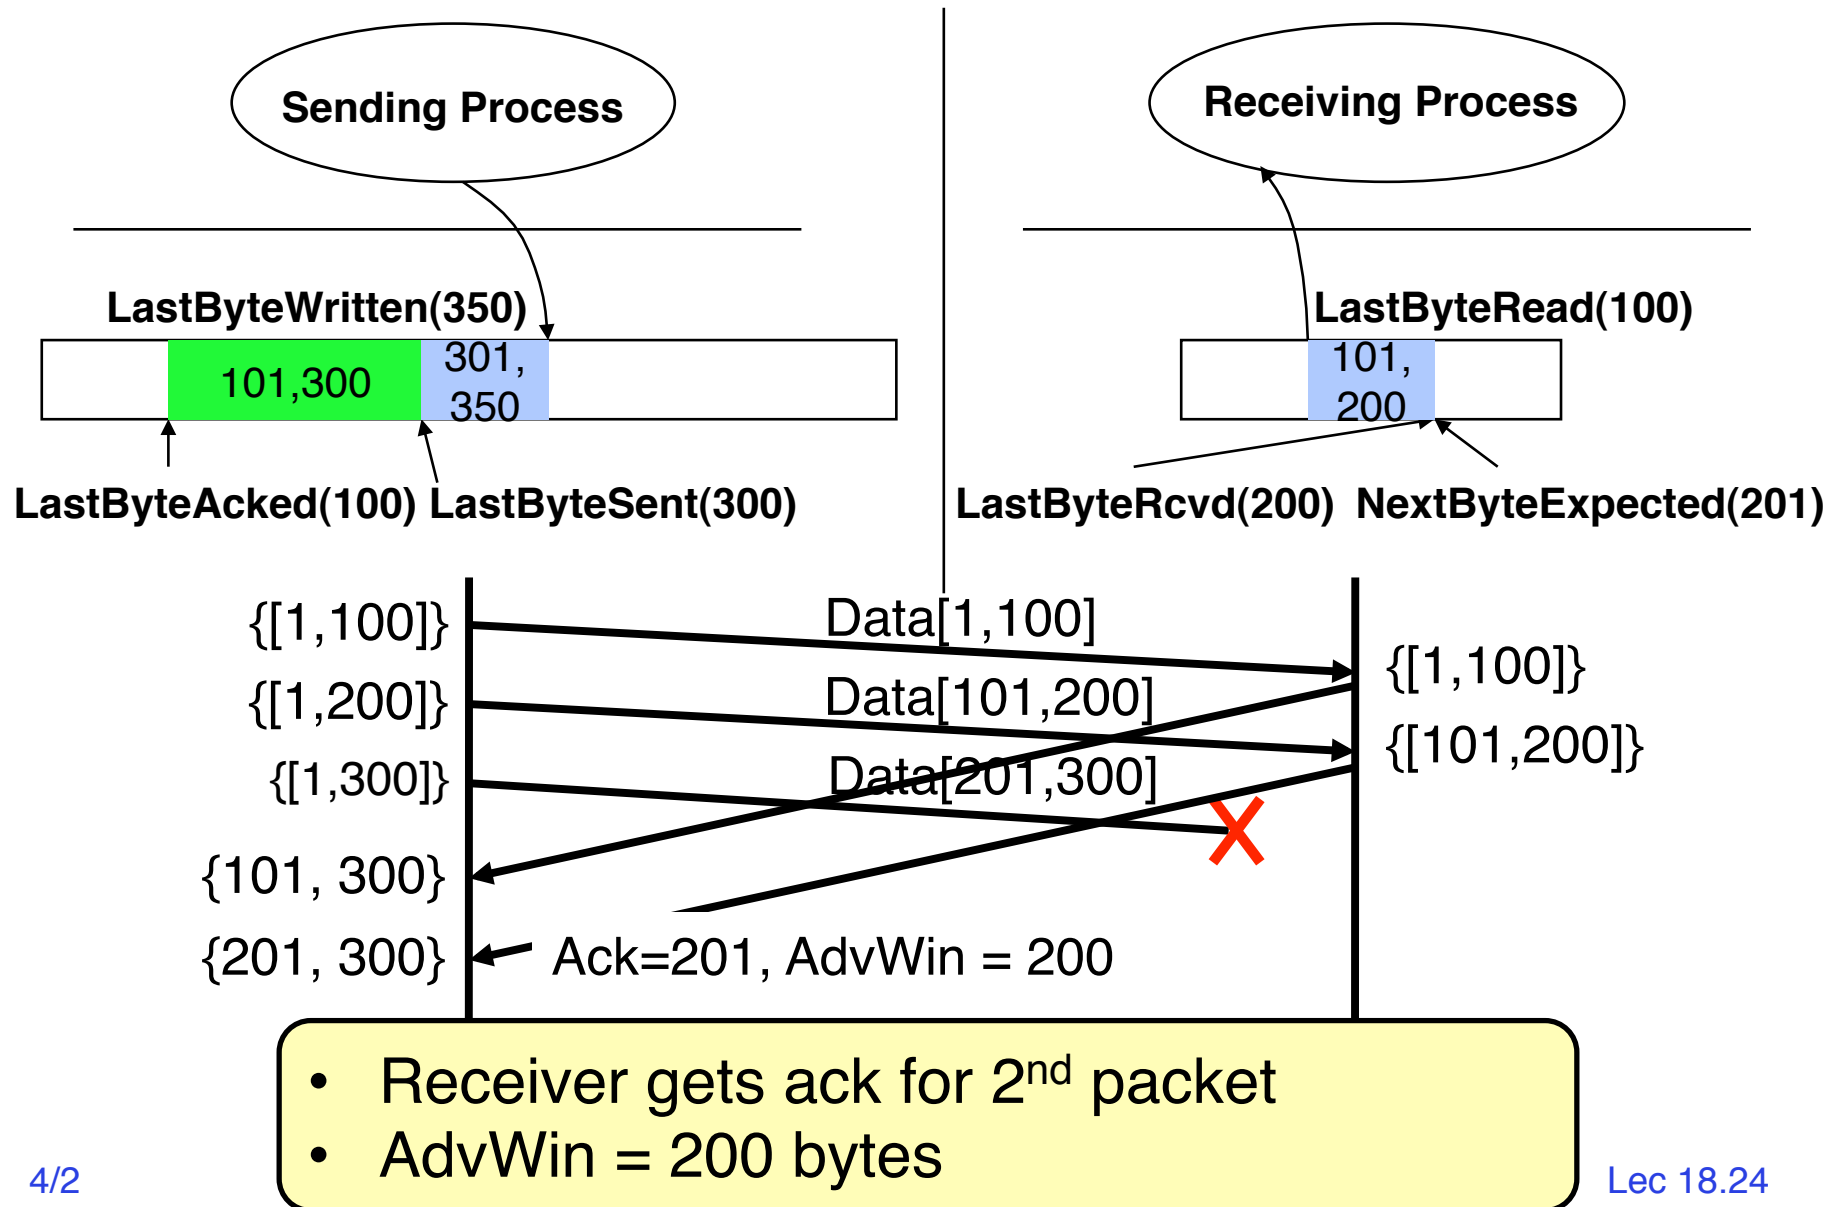 Sending Process
Receiving Process
LastByteWritten(350)
LastByteRead(100)
101,300
301,
350
101,
200
LastByteAcked(100) LastByteSent(300)
LastByteRcvd(200) NextByteExpected(201)
{[1,100]}
Data[1,100]
{[1,100]}
{[1,200]}
Data[101,200]
{[101,200]}
{[1,300]}
Data[201,300]
{101, 300}
{201, 300}
Ack=201, AdvWin = 200
• Receiver gets ack for 2nd packet
• AdvWin = 200 bytes
4/2
Lec 18.24